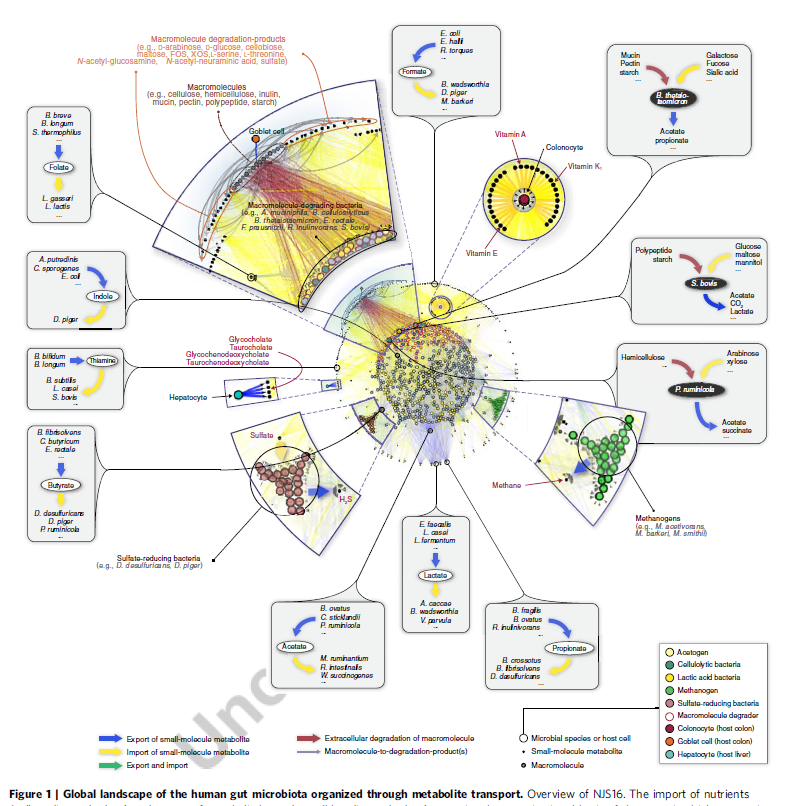 Macromolecule degradation-products
(e.g., D-arabinose, D-glucose, cellobiose,
maltose, FOS, XOS,L-serine, L-threonine,
N-acetyl-glucosamine, N-acetyl-neuraminic acid, sulfate)
Macromolecules
(e.g., cellulose, hemicellulose, inulin,
mucin, pectin, polypeptide, starch)
Goblet cell
Macromolecule-degrading bacteria
(e.g., A. muciniphila, B. cellulosilyticus
B. thetaiotaomicron, E. rectale,
F. prausnitzii, R. inulinivorans, S. bovis)
E. coli
E. hallii
R. torques
...
Formate
B. wadsworthia
D. piger
M. barkeri
...
Mucin
Pectin
starch
...
Galactose
Fucose
Sialic acid
...
B. thetaio-
taomicron
Acetate
propionate
...
Vitamin A
Colonocyte
Vitamin K₁
Vitamin E
B. breve
B. longum
S. thermophilus
...
Folate
L. gasseri
L. lactis
...
A. putredinis
C. sporogenes
E. coli
...
Indole
D. piger
...
B. bifidum
B. longum
Thiamine
B. subtilis
L. casei
S. bovis
...
Polypeptide
starch
...
Glucose
maltose
mannitol
...
S. bovis
Acetate
CO₂
Lactate
...
Hemicellulose
...
Arabinose
xylose
...
P. ruminicola
Acetate
succinate
...
Glycocholate
Taurocholate
Glycochenodeoxycholate
Taurochenodeoxycholate
Hepatocyte
B. fibrisolvens
C. butyricum
E. rectale
...
Butyrate
D. desulfuricans
D. piger
P. ruminicola
...
Sulfate
H₂S
Sulfate-reducing bacteria
(e.g., D. desulfuricans, D. piger)
Methane
Methanogens
(e.g., M. acetivorans,
M. barkeri, M. smithii)
E. faecalis
L. casei
L. fermentum
...
Lactate
A. caccae
B. wadsworthia
V. parvula
...
B. ovatus
C. sticklandii
P. ruminicola
...
Acetate
M. ruminantium
R. intestinalis
W. succinogenes
...
B. fragilis
B. ovatus
R. inulinivorans
...
Propionate
B. crossotus
B. fibrisolvens
D. desulfuricans
...
Acetogen
Cellulolytic bacteria
Lactic acid bacteria
Methanogen
Sulfate-reducing bacteria
Macromolecule degrader
Colonocyte (host colon)
Goblet cell (host colon)
Hepatocyte (host liver)
Unc
Export of small-molecule metabolite
Import of small-molecule metabolite
Export and import
Extracellular degradation of macromolecule
Macromolecule-to-degradation-product(s)
Microbial species or host cell
Small-molecule metabolite
Macromolecule
Figure 1 | Global landscape of the human gut microbiota organized through metabolite transport. Overview of NJS16. The import of nutrients